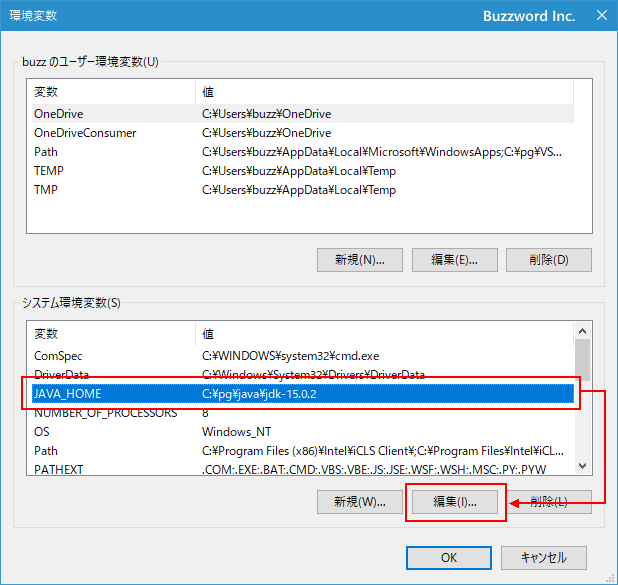 環境変数 Buzzword Inc.
buzz のユーザー環境変数(U)
変数 値
OneDrive C:¥Users¥buzz¥OneDrive
OneDriveConsumer C:¥Users¥buzz¥OneDrive
Path C:¥Users¥buzz¥AppData¥Local¥Microsoft¥WindowsApps;C:¥pg¥VS...
TEMP C:¥Users¥buzz¥AppData¥Local¥Temp
TMP C:¥Users¥buzz¥AppData¥Local¥Temp
新規(N)... 編集(E)... 削除(D)
システム環境変数(S)
変数 値
ComSpec C:¥WINDOWS¥system32¥cmd.exe
DriverData C:¥Windows¥System32¥Drivers¥DriverData
JAVA_HOME C:¥pg¥java¥jdk-15.0.2
NUMBER_OF_PROCESSORS 8
OS Windows_NT
Path C:¥Program Files (x86)¥Intel¥iCLS Client¥;C:¥Program Files¥Intel¥iCL...
PATHEXT .COM;.EXE;.BAT;.CMD;.VBS;.VBE;.JS;.JSE;.WSF;.WSH;.MSC;.PY;.PYW
新規(W)... 編集(I)... 削除(L)
OK キャンセル